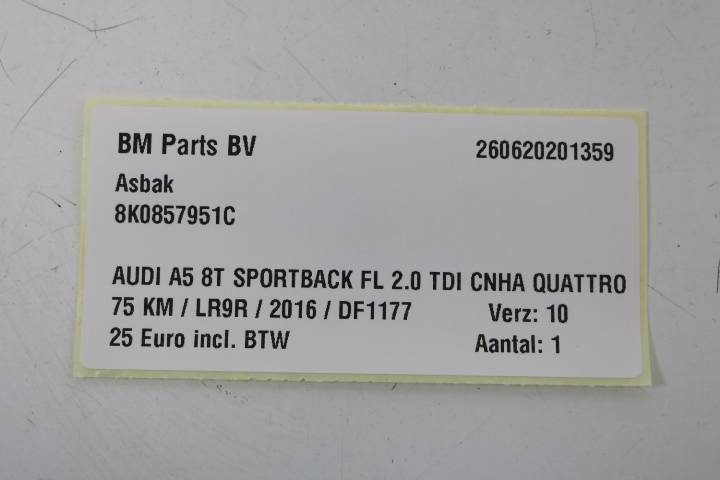 BM Parts BV 260620201359
Asbak
8K0857951C
AUDI A5 8T SPORTBACK FL 2.0 TDI CNHA QUATTRO
75 KM / LR9R / 2016 / DF1177 Verz: 10
25 Euro incl. BTW Aantal: 1